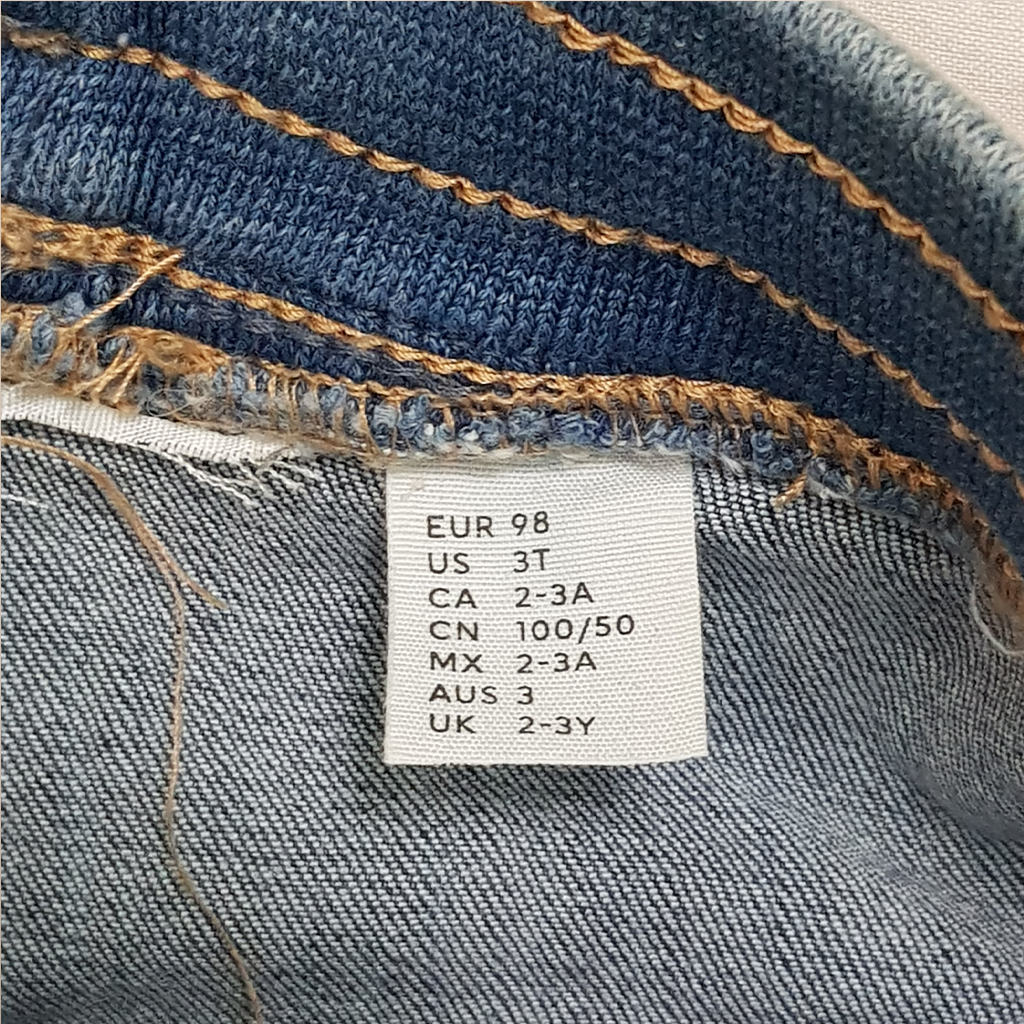 EUR 98
US 3T
CA 2-3A
CN 100/50
MX 2-3A
AUS 3
UK 2-3Y